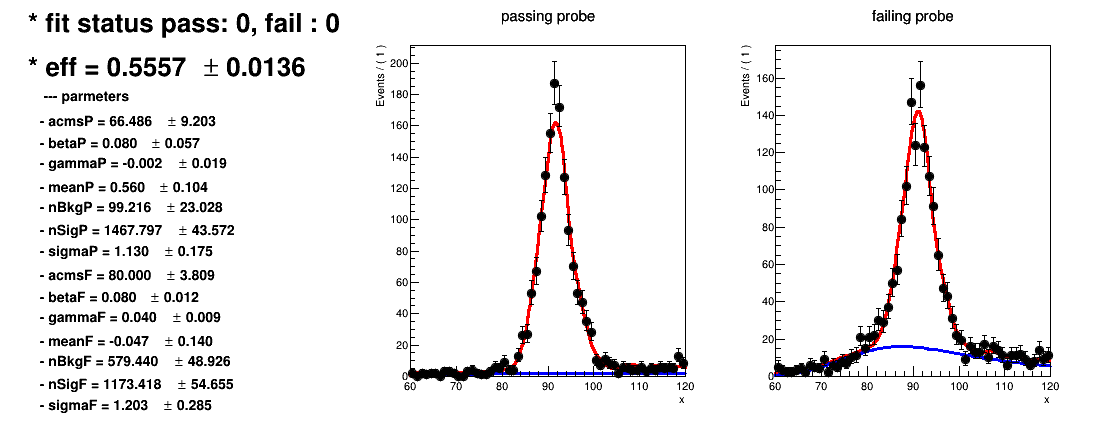 * fit status pass: 0, fail : 0
* eff = 0.5557 ± 0.0136
--- parmeters
- acmsP = 66.486 ± 9.203
- betaP = 0.080 ± 0.057
- gammaP = -0.002 ± 0.019
- meanP = 0.560 ± 0.104
- nBkgP = 99.216 ± 23.028
- nSigP = 1467.797 ± 43.572
- sigmaP = 1.130 ± 0.175
- acmsF = 80.000 ± 3.809
- betaF = 0.080 ± 0.012
- gammaF = 0.040 ± 0.009
- meanF = -0.047 ± 0.140
- nBkgF = 579.440 ± 48.926
- nSigF = 1173.418 ± 54.655
- sigmaF = 1.203 ± 0.285
passing probe
Events / ( 1 )
200
180
160
140
120
100
80
60
40
20
0
60 70 80 90 100 110 120
x
failing probe
Events / ( 1 )
160
140
120
100
80
60
40
20
0
60 70 80 90 100 110 120
x